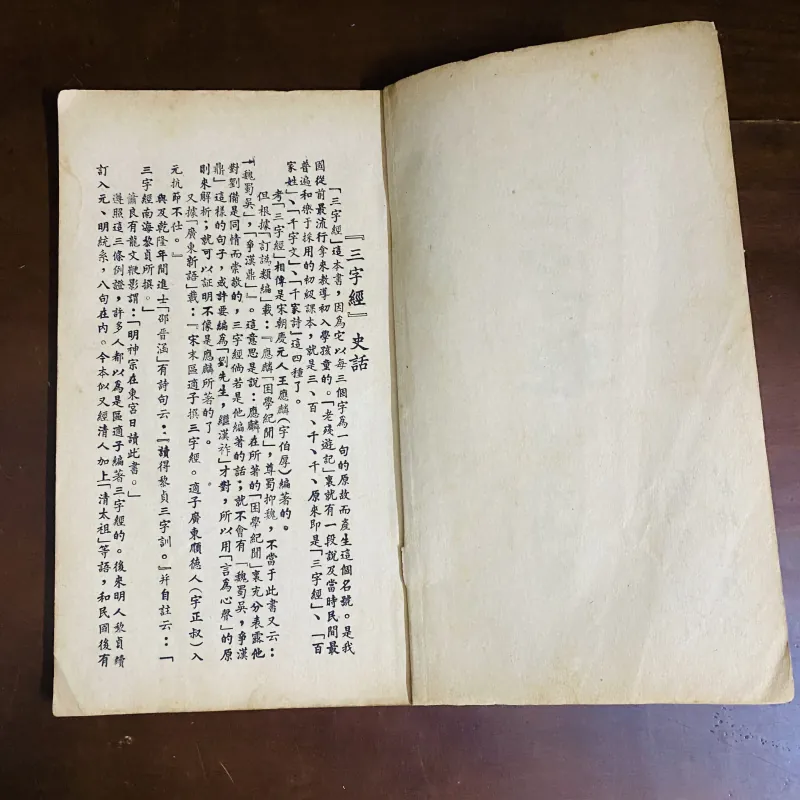 『三字經』史話
「三字經」這本書，因為它以每三個字為一句的原故而產生這個名號。是我
國從前最流行拿來教導初入學孩童的。「老殘遊記」裏就有一段說及當時民間最
普遍和樂于採用的初級課本，就是三、百、千、千、原來即是「三字經」、「百
家姓」、「千字文」、「千家詩」這四種了。
考「三字經」相傳是宋朝慶元人王應麟（字伯厚）編著的。
但根據「訂譌類編」載：『應麟「困學紀聞」，尊蜀抑魏，不當于此書又云：
「魏蜀吳」，「爭漢鼎」』。這意思是說：應麟在所著的「困學紀聞」裏充分表露他
對劉備是同情而崇敬的，三字經倘若是他編著的話；就不會有「魏蜀吳，爭漢
鼎」這樣的句子，或許要編為「劉先生，繼漢祚」才對，所以用「言為心聲」的原
則來解析；就可以証明不像是應麟所著的了。
又據「廣東新語」載：『宋末區適子撰三字經。適子廣東順德人（字正叔）入
元抗節不仕。』
與及乾隆年間進士「邵晋涵」有詩句云：『讀得黎貞三字訓。』并自註云：「
三字經南海黎貞所撰。」
蕭良有龍文鞭影謂：「明神宗在東宮日讀此書。」
遵照這三條例證，許多人都以為是區適子編著三字經的。後來明人黎貞續
訂入元、明統系，八句在內。今本似又經清人加上「清太祖」等語，和民國後有